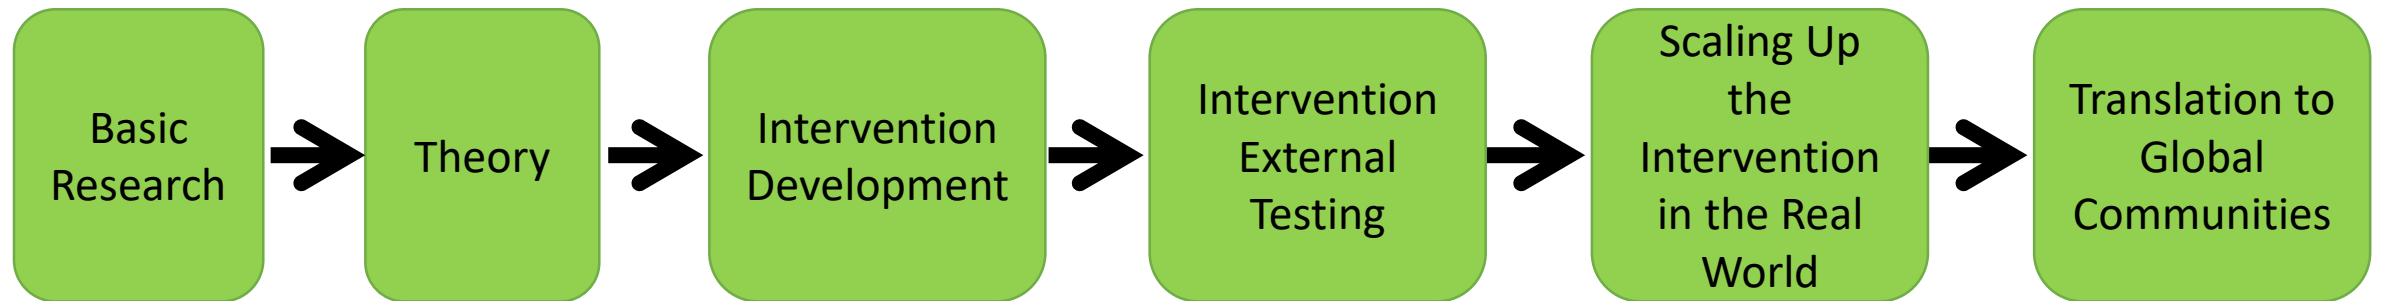 Basic
Research
Theory
Intervention
Development
Intervention
External
Testing
Scaling Up
the
Intervention
in the Real
World
Translation to
Global
Communities